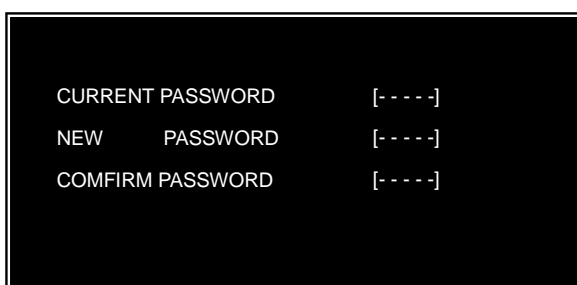 CURRENT PASSWORD [- - - - -]
NEW PASSWORD [- - - - -]
COMFIRM PASSWORD [- - - - -]